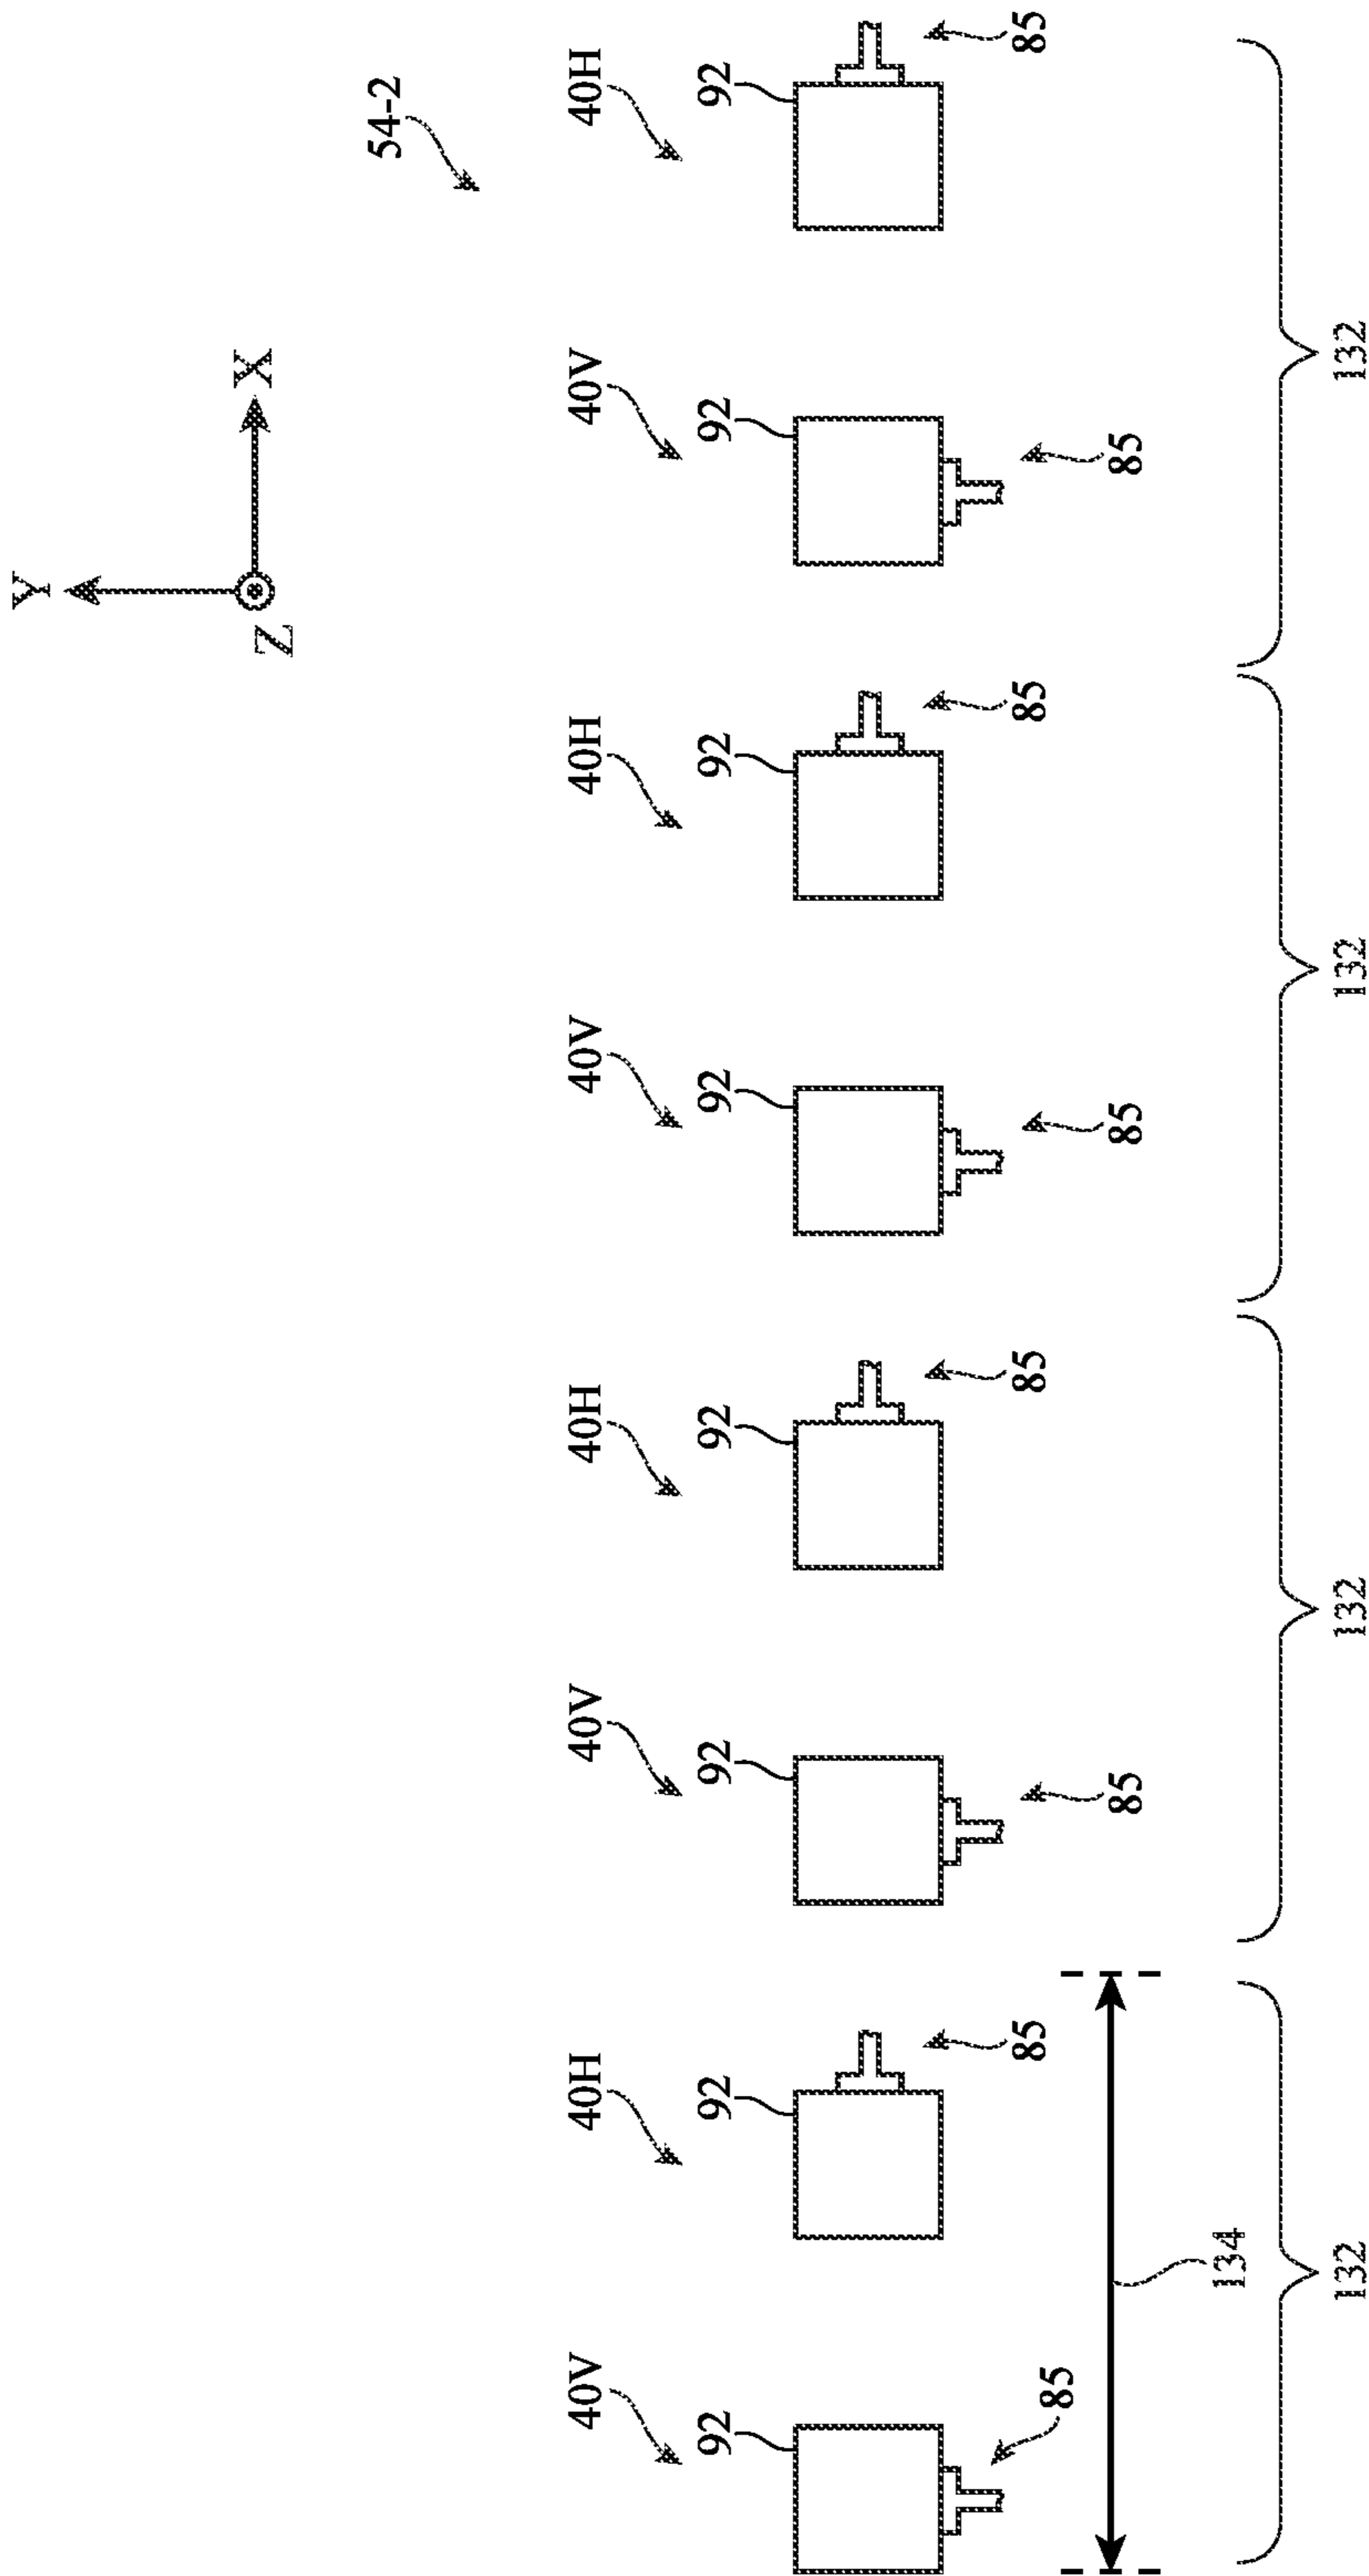 Y
Z X
54-2
40V 40H 40V 40H 40V 40H 40V 40H
92 92 92 92 92 92 92 92
85 85 85 85 85 85 85 85
134
132 132 132 132